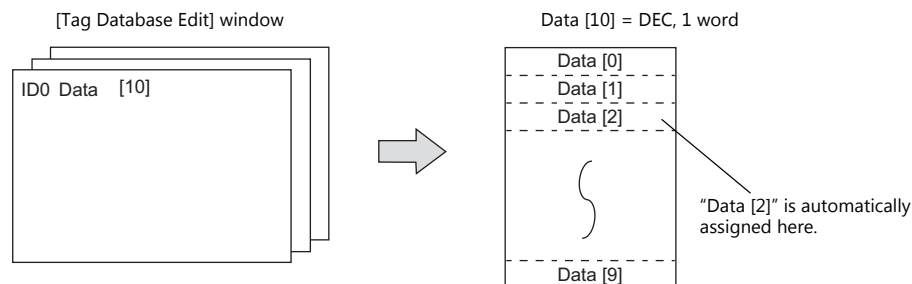 [Tag Database Edit] window
ID0 Data [10]
Data [10] = DEC, 1 word
Data [0]
Data [1]
Data [2]
Data [9]
"Data [2]" is automatically
assigned here.